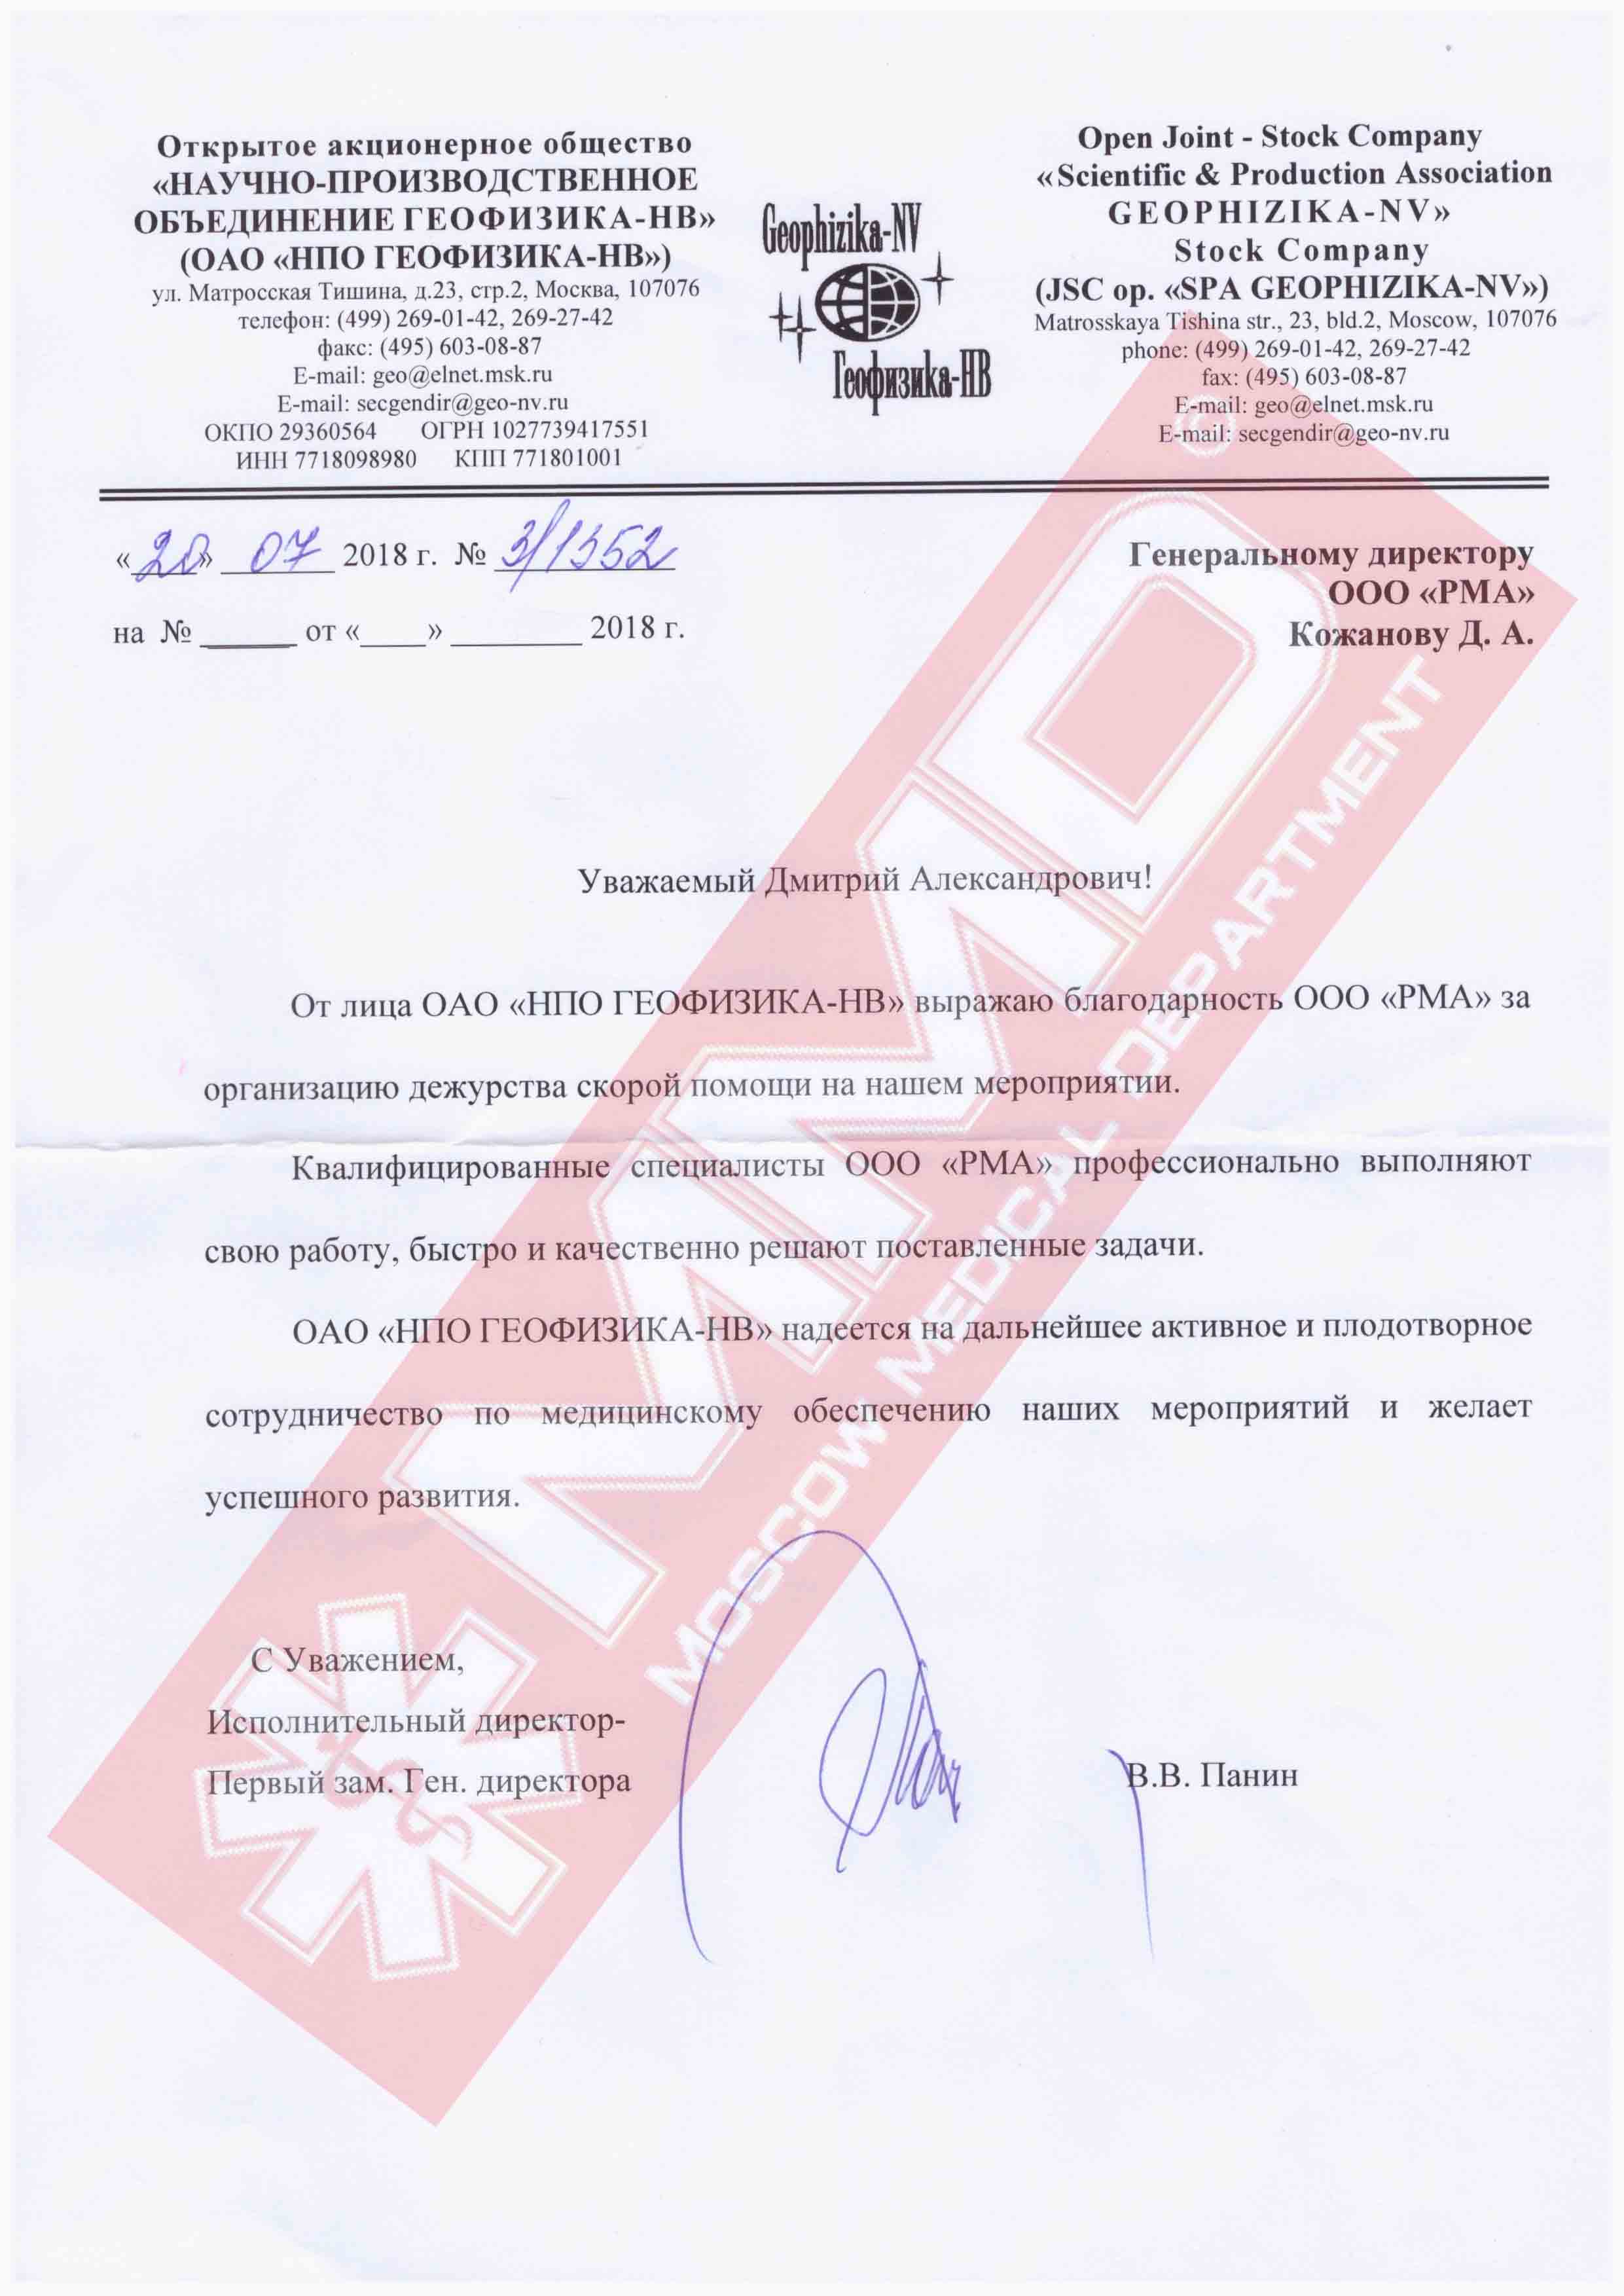 Открытое акционерное общество
«НАУЧНО-ПРОИЗВОДСТВЕННОЕ
ОБЪЕДИНЕНИЕ ГЕОФИЗИКА-НВ»
(ОАО «НПО ГЕОФИЗИКА-НВ»)
ул. Матросская Тишина, д.23, стр.2, Москва, 107076
телефон: (499) 269-01-42, 269-27-42
факс: (495) 603-08-87
E-mail: geo@elnet.msk.ru
E-mail: secgendir@geo-nv.ru
ОКПО 29360564 ОГРН 1027739417551
ИНН 7718098980 КПП 771801001
Geophizika-NV
Геофизика-НВ
Open Joint - Stock Company
«Scientific & Production Association
GEOPHIZIKA-NV»
Stock Company
(JSC op. «SPA GEOPHIZIKA-NV»)
Matrosskaya Tishina str., 23, bld.2, Moscow, 107076
phone: (499) 269-01-42, 269-27-42
fax: (495) 603-08-87
E-mail: geo@elnet.msk.ru
E-mail: secgendir@geo-nv.ru
«20» 07 2018 г. № 3/1352
на № ______ от «____» ________ 2018 г.
Генеральному директору
ООО «РМА»
Кожанову Д. А.
Уважаемый Дмитрий Александрович!
От лица ОАО «НПО ГЕОФИЗИКА-НВ» выражаю благодарность ООО «РМА» за
организацию дежурства скорой помощи на нашем мероприятии.
Квалифицированные специалисты ООО «РМА» профессионально выполняют
свою работу, быстро и качественно решают поставленные задачи.
ОАО «НПО ГЕОФИЗИКА-НВ» надеется на дальнейшее активное и плодотворное
сотрудничество по медицинскому обеспечению наших мероприятий и желает
успешного развития.
С Уважением,
Исполнительный директор-
Первый зам. Ген. директора
В.В. Панин
MMD
MOSCOW MEDICAL DEPARTMENT
®